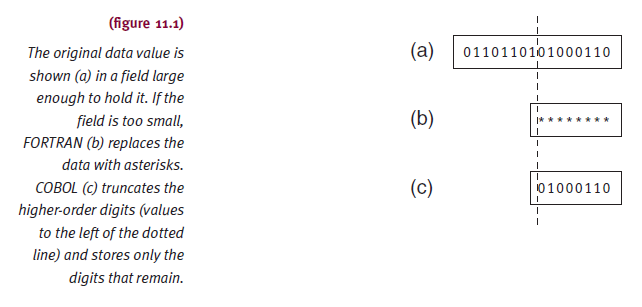 (figure 11.1)
The original data value is
shown (a) in a field large
enough to hold it. If the
field is too small,
FORTRAN (b) replaces the
data with asterisks.
COBOL (c) truncates the
higher-order digits (values
to the left of the dotted
line) and stores only the
digits that remain.
(a) 0110110101000110
(b) ********
(c) 01000110